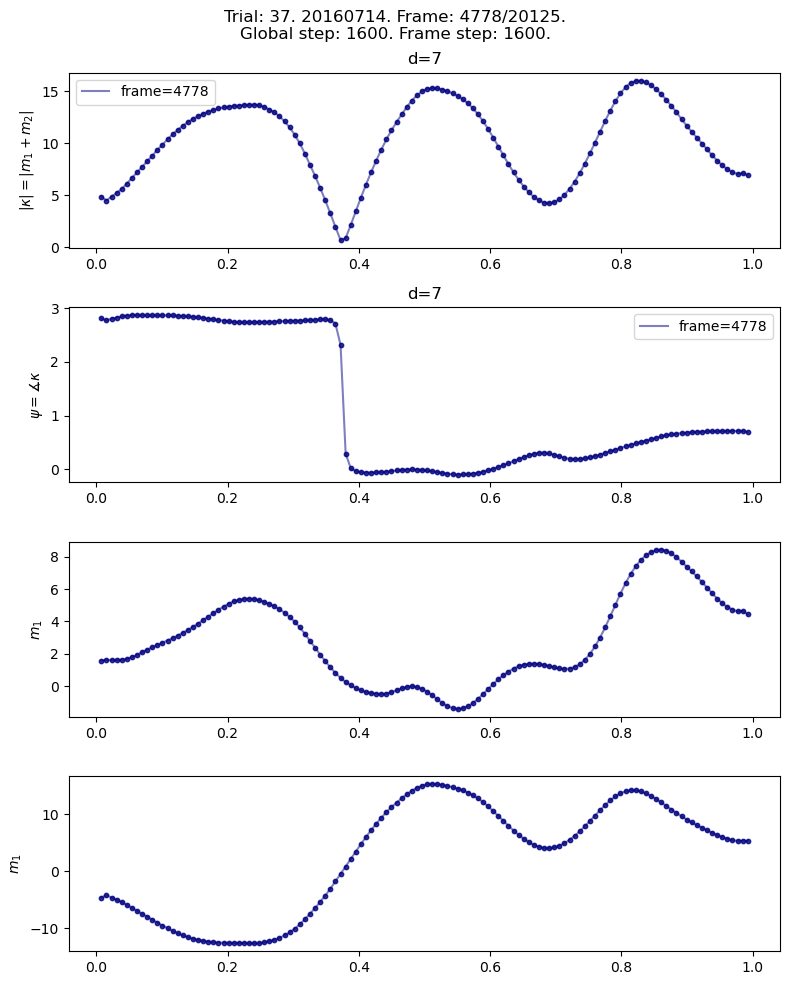 Trial: 37. 20160714. Frame: 4778/20125.
Global step: 1600. Frame step: 1600.
d=7
frame=4778
|κ| = |m₁ + m₂|
15
10
5
0
0.0 0.2 0.4 0.6 0.8 1.0
d=7
frame=4778
ψ = ∡κ
3
2
1
0
0.0 0.2 0.4 0.6 0.8 1.0
m₁
8
6
4
2
0
0.0 0.2 0.4 0.6 0.8 1.0
m₁
10
0
−10
0.0 0.2 0.4 0.6 0.8 1.0